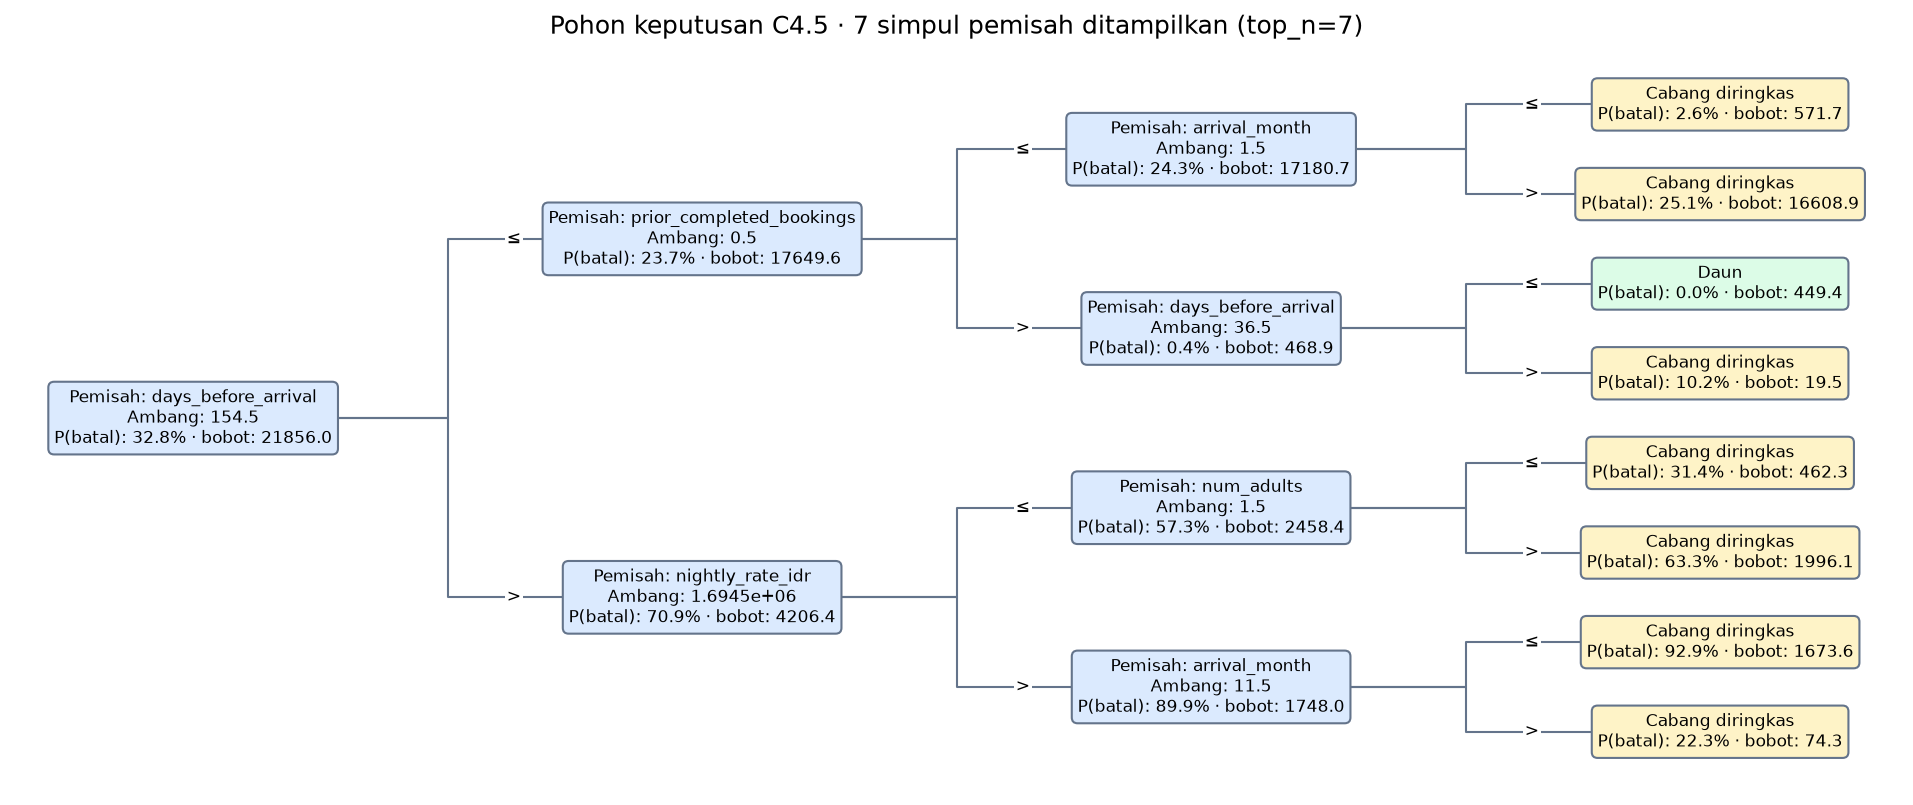 Pohon keputusan C4.5 · 7 simpul pemisah ditampilkan (top_n=7)
Pemisah: days_before_arrival
Ambang: 154.5
P(batal): 32.8% · bobot: 21856.0
≤
Pemisah: prior_completed_bookings
Ambang: 0.5
P(batal): 23.7% · bobot: 17649.6
>
Pemisah: nightly_rate_idr
Ambang: 1.6945e+06
P(batal): 70.9% · bobot: 4206.4
≤
Pemisah: arrival_month
Ambang: 1.5
P(batal): 24.3% · bobot: 17180.7
>
Pemisah: days_before_arrival
Ambang: 36.5
P(batal): 0.4% · bobot: 468.9
≤
Pemisah: num_adults
Ambang: 1.5
P(batal): 57.3% · bobot: 2458.4
>
Pemisah: arrival_month
Ambang: 11.5
P(batal): 89.9% · bobot: 1748.0
≤
Cabang diringkas
P(batal): 2.6% · bobot: 571.7
>
Cabang diringkas
P(batal): 25.1% · bobot: 16608.9
≤
Daun
P(batal): 0.0% · bobot: 449.4
>
Cabang diringkas
P(batal): 10.2% · bobot: 19.5
≤
Cabang diringkas
P(batal): 31.4% · bobot: 462.3
>
Cabang diringkas
P(batal): 63.3% · bobot: 1996.1
≤
Cabang diringkas
P(batal): 92.9% · bobot: 1673.6
>
Cabang diringkas
P(batal): 22.3% · bobot: 74.3